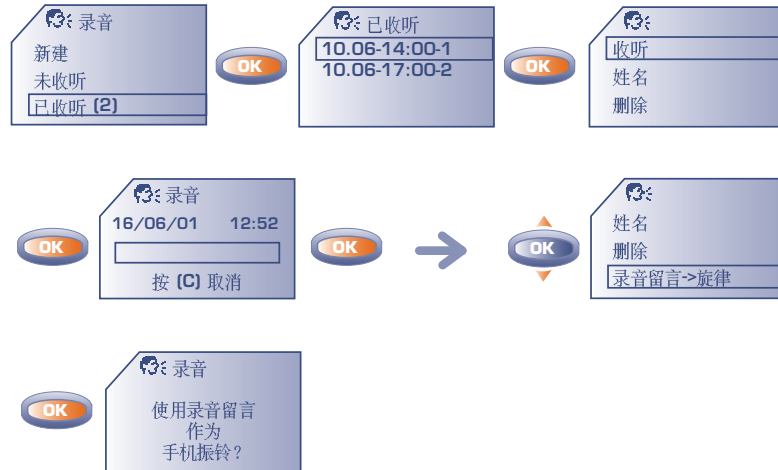 录音
新建
未收听
已收听 (2)
OK
已收听
10.06-14:00-1
10.06-17:00-2
OK
收听
姓名
删除
OK
录音
16/06/01 12:52
按 (C) 取消
OK
OK
姓名
删除
录音留言->旋律
OK
录音
使用录音留言
作为
手机振铃？